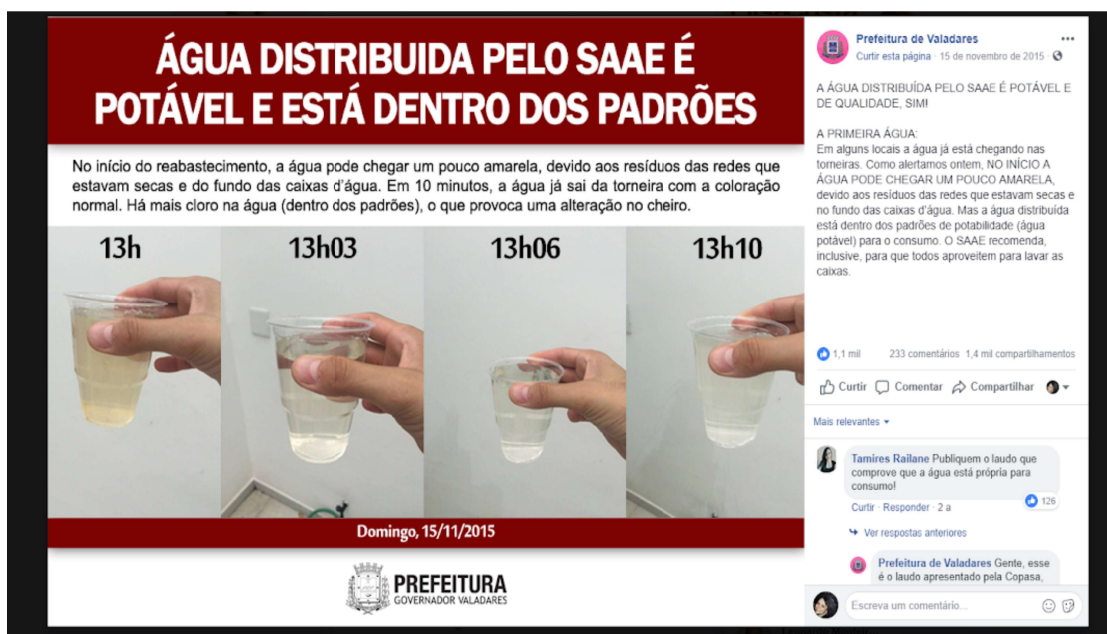 ÁGUA DISTRIBUIDA PELO SAAE É
POTÁVEL E ESTÁ DENTRO DOS PADRÕES
No início do reabastecimento, a água pode chegar um pouco amarela, devido aos resíduos das redes que
estavam secas e do fundo das caixas d'água. Em 10 minutos, a água já sai da torneira com a coloração
normal. Há mais cloro na água (dentro dos padrões), o que provoca uma alteração no cheiro.
13h
13h03
13h06
13h10
Domingo, 15/11/2015
PREFEITURA
GOVERNADOR VALADARES
Prefeitura de Valadares
Curtir esta página · 15 de novembro de 2015 ·
A ÁGUA DISTRIBUÍDA PELO SAAE É POTÁVEL E
DE QUALIDADE, SIM!
A PRIMEIRA ÁGUA:
Em alguns locais a água já está chegando nas
torneiras. Como alertamos ontem, NO INÍCIO A
ÁGUA PODE CHEGAR UM POUCO AMARELA,
devido aos resíduos das redes que estavam secas e
no fundo das caixas d'água. Mas a água distribuída
está dentro dos padrões de potabilidade (água
potável) para o consumo. O SAAE recomenda,
inclusive, para que todos aproveitem para lavar as
caixas.
1,1 mil 233 comentários 1,4 mil compartilhamentos
Curtir Comentar Compartilhar
Mais relevantes
Tamires Railane Publiquem o laudo que
comprove que a água está própria para
consumo!
126
Curtir · Responder · 2 a
Ver respostas anteriores
Prefeitura de Valadares Gente, esse
é o laudo apresentado pela Copasa,
Escreva um comentário...